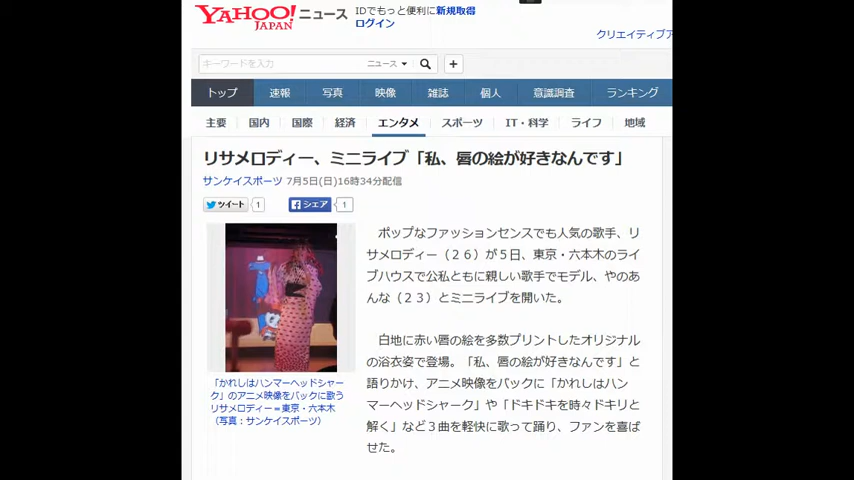 YAHOO! JAPAN ニュース
IDでもっと便利に新規取得
ログイン
クリエイティブア
キーワードを入力 ニュース
トップ 速報 写真 映像 雑誌 個人 意識調査 ランキング
主要 国内 国際 経済 エンタメ スポーツ IT・科学 ライフ 地域
リサメロディー、ミニライブ「私、唇の絵が好きなんです」
サンケイスポーツ 7月5日(日)16時34分配信
ツイート 1 シェア 1
ポップなファッションセンスでも人気の歌手、リ
サメロディー（２６）が５日、東京・六本木のライ
ブハウスで公私ともに親しい歌手でモデル、やのあ
んな（２３）とミニライブを開いた。
白地に赤い唇の絵を多数プリントしたオリジナル
の浴衣姿で登場。「私、唇の絵が好きなんです」と
語りかけ、アニメ映像をバックに「かれしはハン
マーヘッドシャーク」や「ドキドキを時々ドキリと
解く」など３曲を軽快に歌って踊り、ファンを喜ば
せた。
「かれしはハンマーヘッドシャー
ク」のアニメ映像をバックに歌う
リサメロディー＝東京・六本木
（写真：サンケイスポーツ）